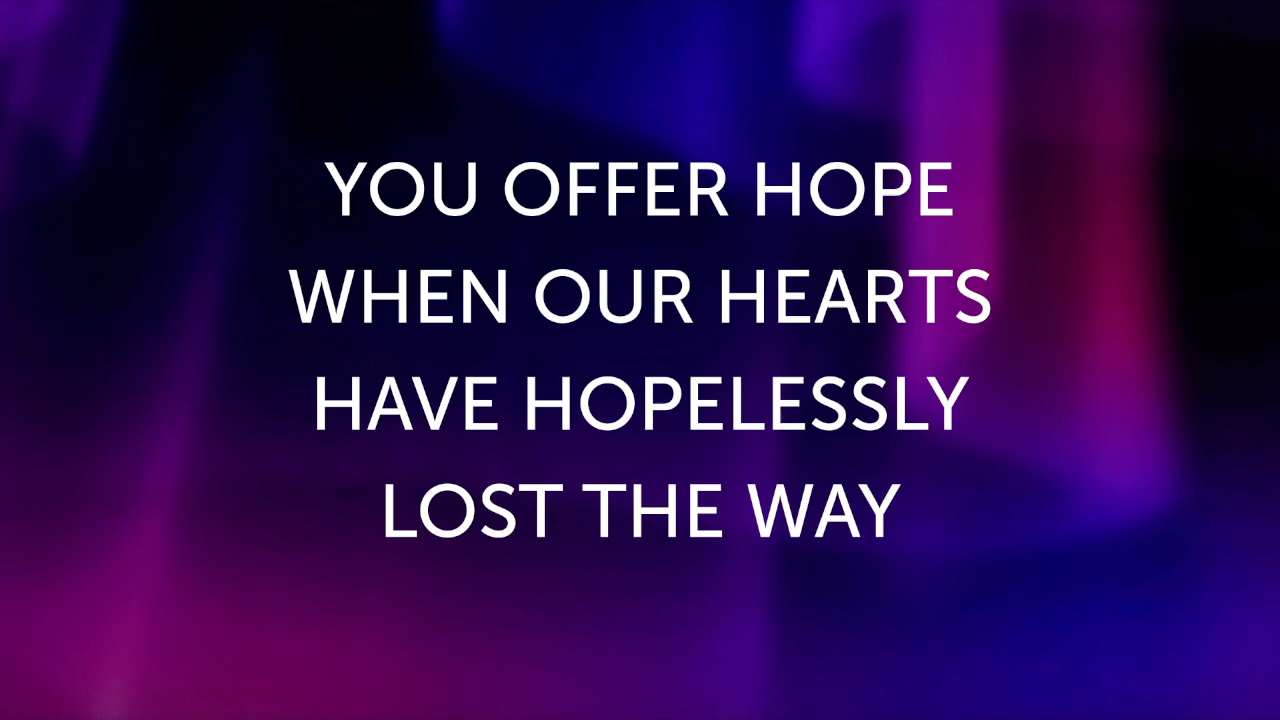 YOU OFFER HOPE
WHEN OUR HEARTS
HAVE HOPELESSLY
LOST THE WAY